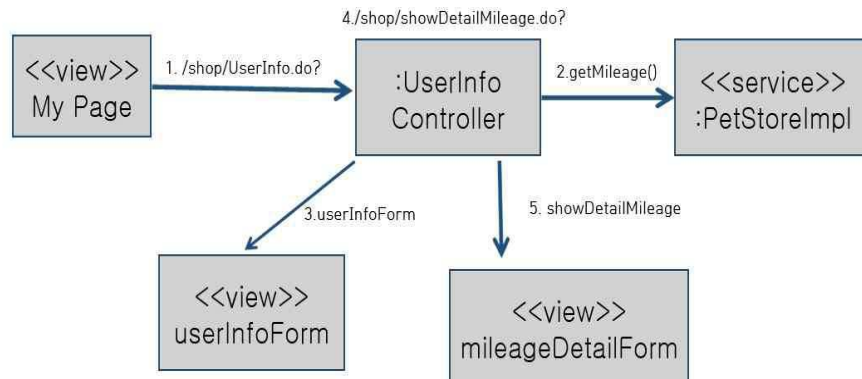 4./shop/showDetailMileage.do?
<<view>>
My Page
1. /shop/UserInfo.do?
:UserInfo
Controller
2.getMileage()
<<service>>
:PetStoreImpl
3.userInfoForm
5. showDetailMileage
<<view>>
userInfoForm
<<view>>
mileageDetailForm